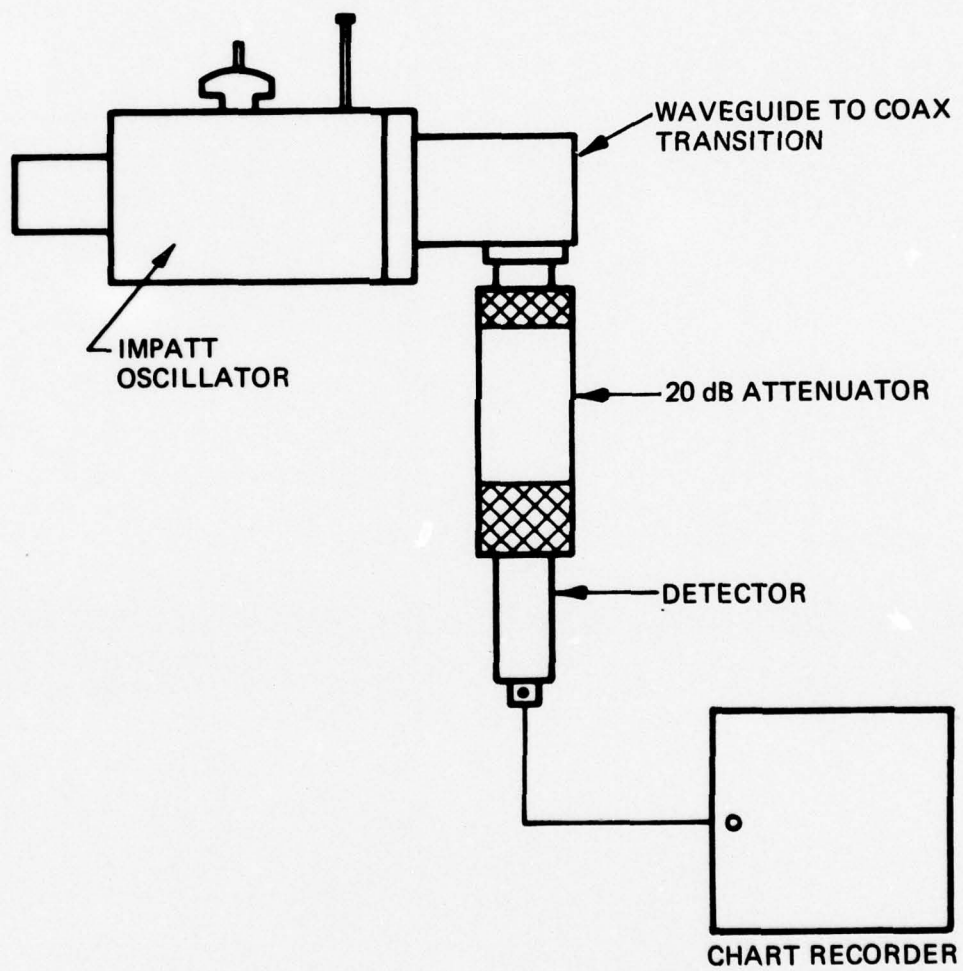 WAVEGUIDE TO COAX
TRANSITION
IMPATT
OSCILLATOR
20 dB ATTENUATOR
DETECTOR
CHART RECORDER